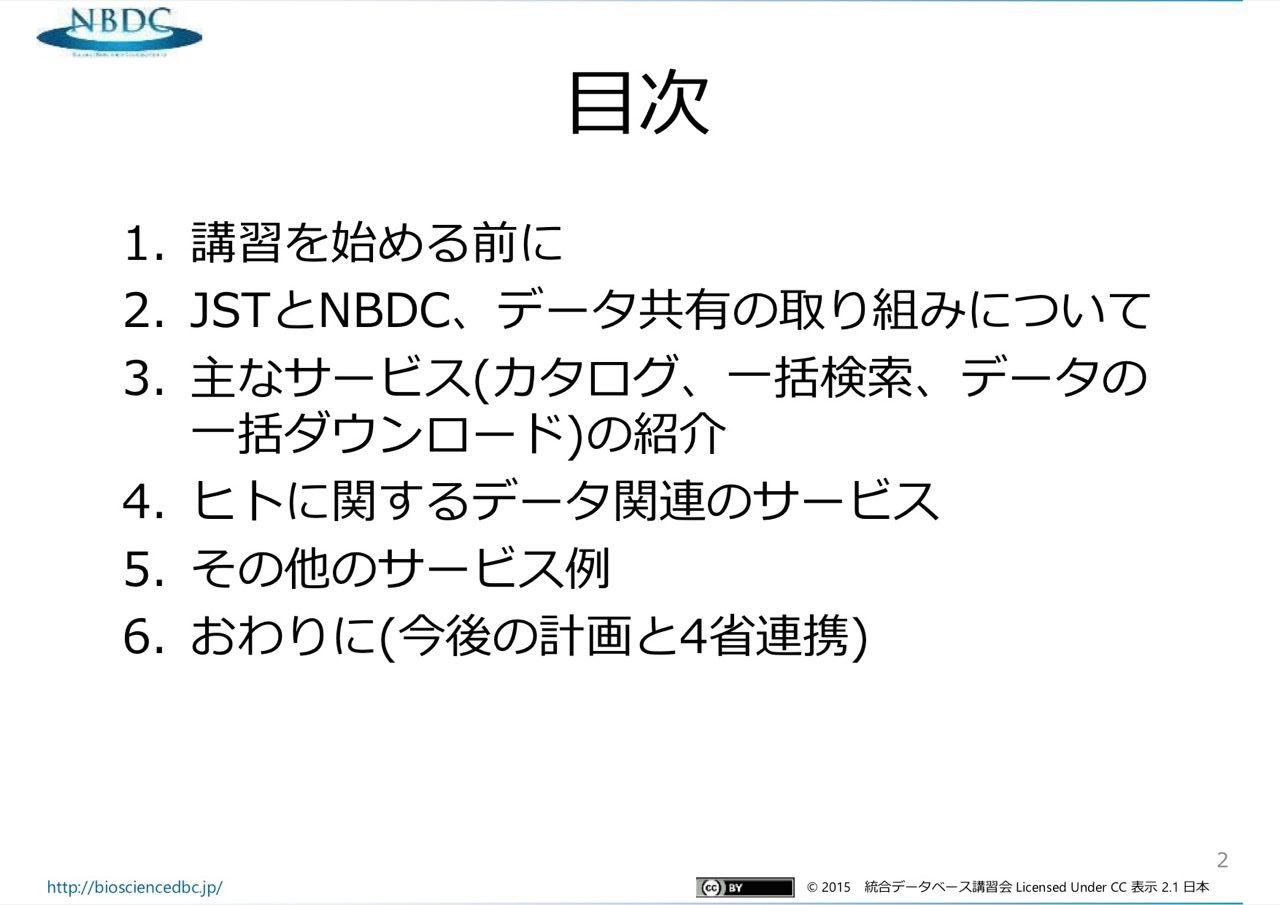 NBDC
目次
1. 講習を始める前に
2. JSTとNBDC、データ共有の取り組みについて
3. 主なサービス(カタログ、一括検索、データの
一括ダウンロード)の紹介
4. ヒトに関するデータ関連のサービス
5. その他のサービス例
6. おわりに(今後の計画と4省連携)
2
http://biosciencedbc.jp/
cc BY © 2015 統合データベース講習会 Licensed Under CC 表示 2.1 日本